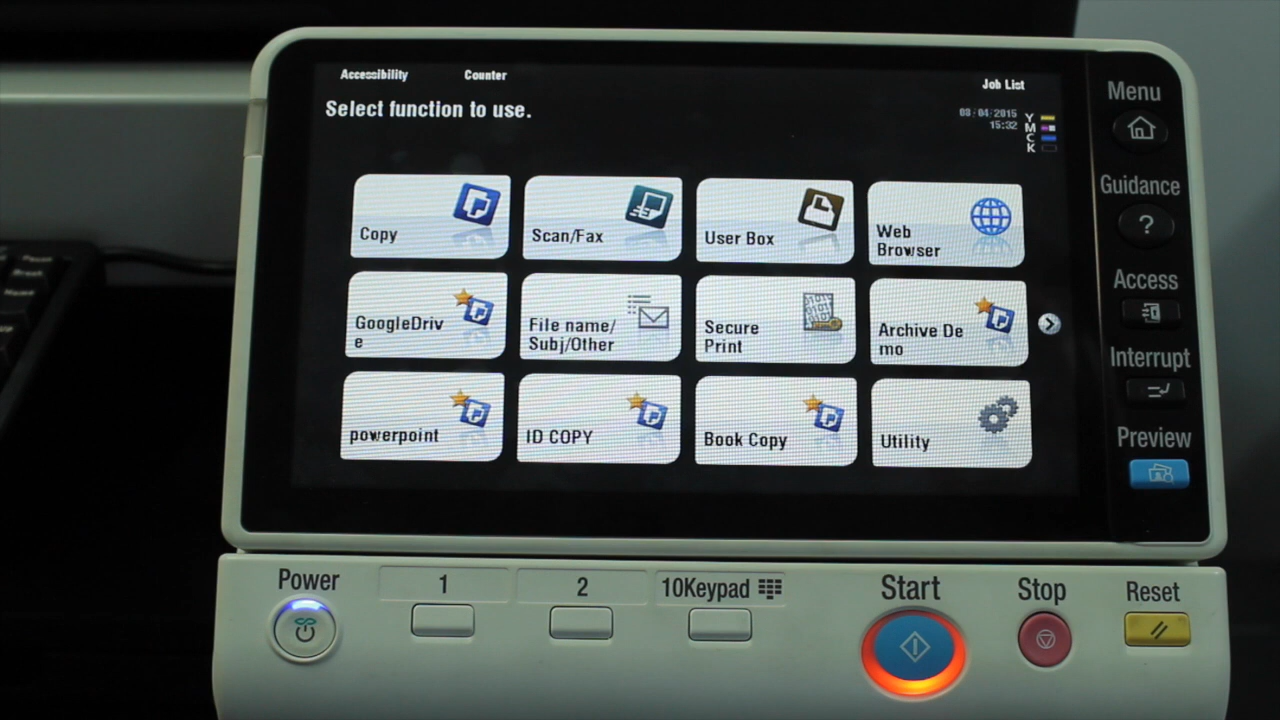 Accessibility
Counter
Job List
Select function to use.
03/04/2015
15:32
Y
M
C
K
Copy
Scan/Fax
User Box
Web
Browser
GoogleDriv
e
File name/
Subj/Other
Secure
Print
Archive De
mo
powerpoint
ID COPY
Book Copy
Utility
Menu
Guidance
?
Access
Interrupt
Preview
Power
1
2
10Keypad
Start
Stop
Reset